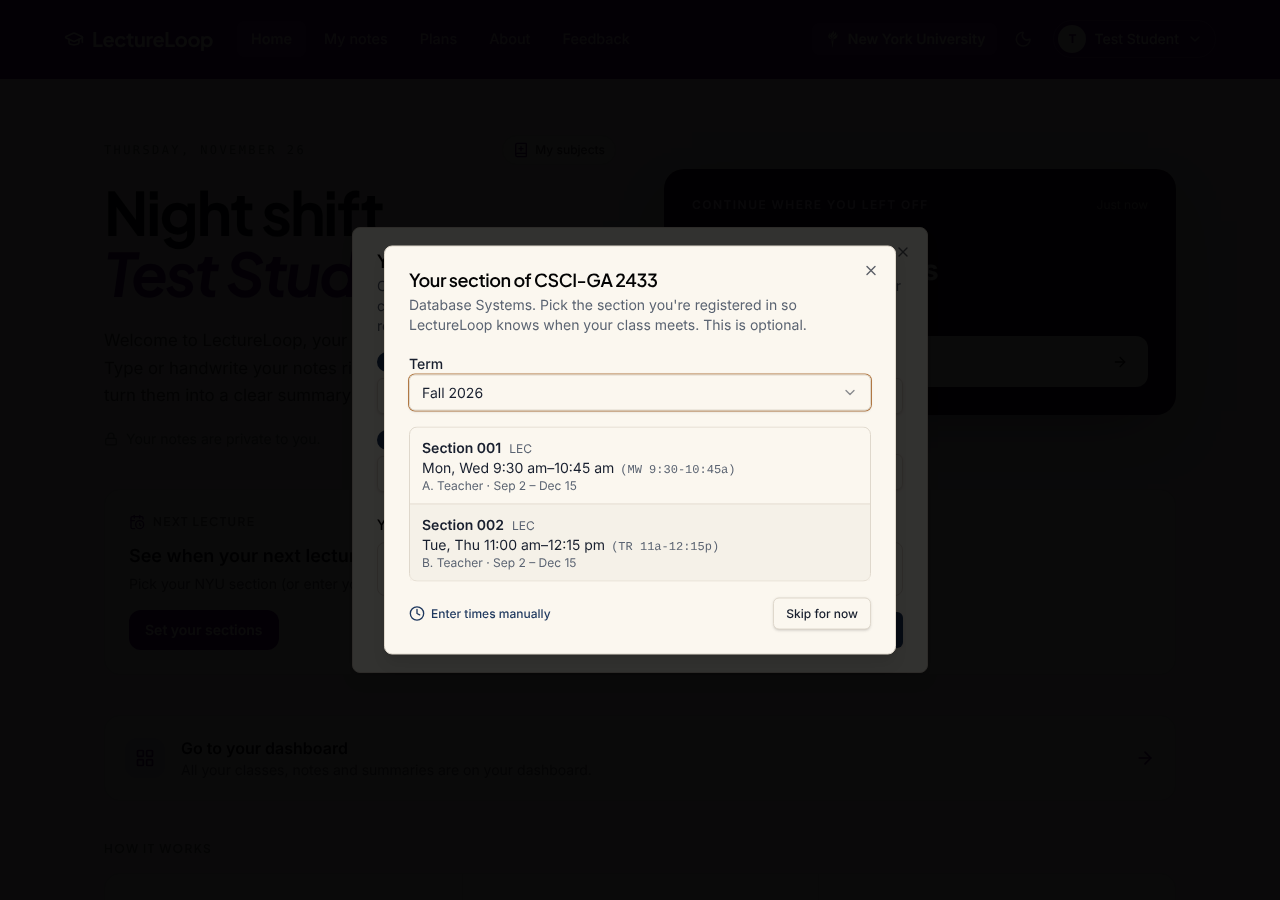 LectureLoop
Home
My notes
Plans
About
Feedback
New York University
T
Test Student
My subjects
Night shift
Test Stud
CONTINUE WHERE YOU LEFT OFF
Welcome to LectureLoop, your
Type or handwrite your notes ri
turn them into a clear summary
Your notes are private to you.
NEXT LECTURE
See when your next lectur
Pick your NYU section (or enter y
Set your sections
Your section of CSCI-GA 2433
Database Systems. Pick the section you're registered in so
LectureLoop knows when your class meets. This is optional.
Term
Fall 2026
Section 001 LEC
Mon, Wed 9:30 am–10:45 am (MW 9:30-10:45a)
A. Teacher · Sep 2 – Dec 15
Section 002 LEC
Tue, Thu 11:00 am–12:15 pm (TR 11a-12:15p)
B. Teacher · Sep 2 – Dec 15
Enter times manually
Skip for now
Go to your dashboard
All your classes, notes and summaries are on your dashboard.
HOW IT WORKS